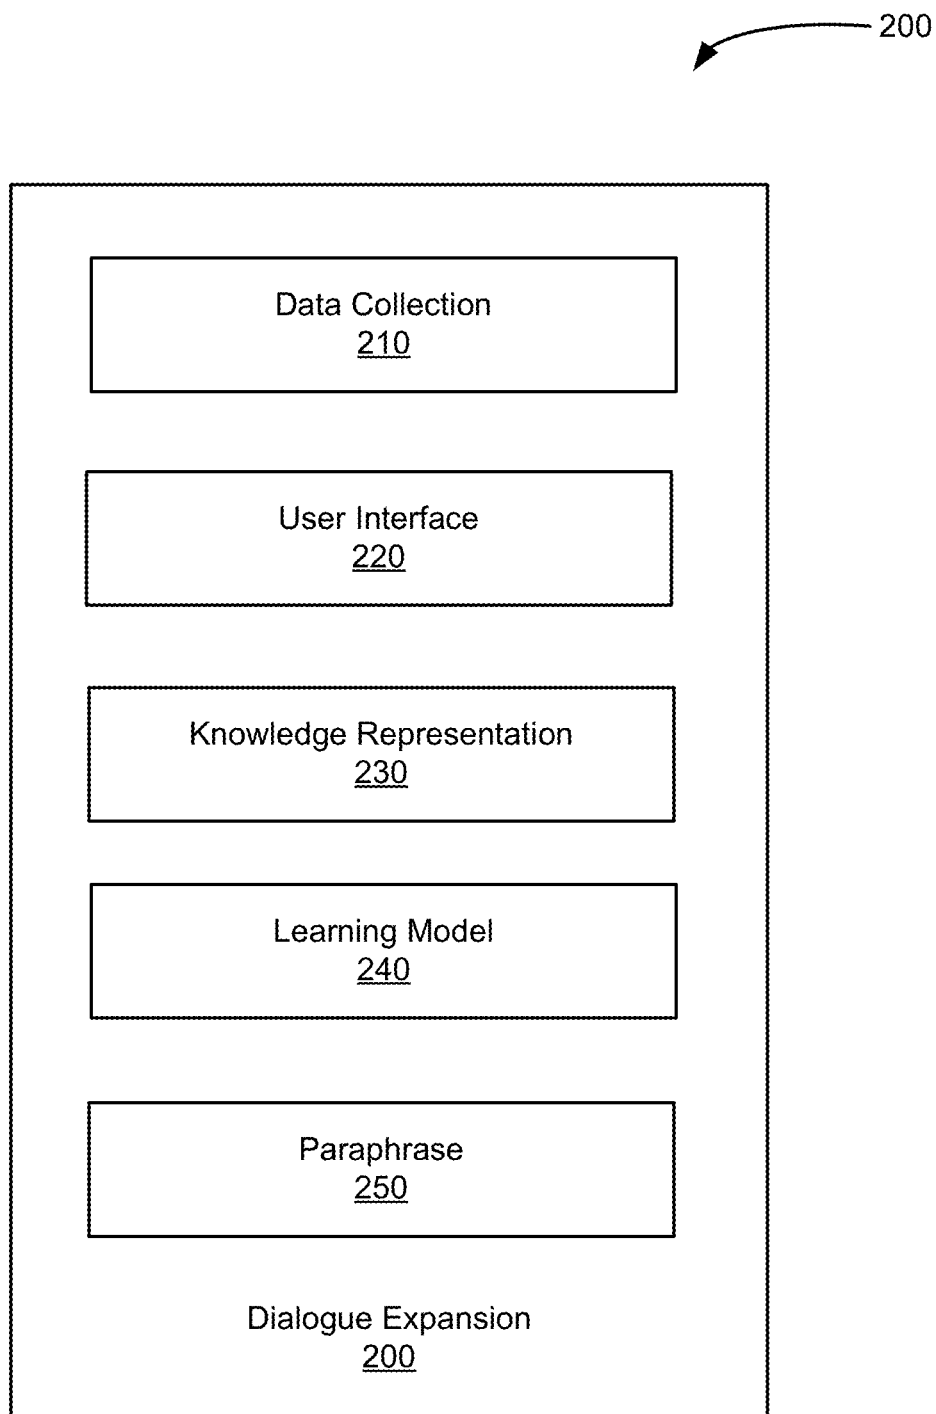 200
Data Collection
210
User Interface
220
Knowledge Representation
230
Learning Model
240
Paraphrase
250
Dialogue Expansion
200